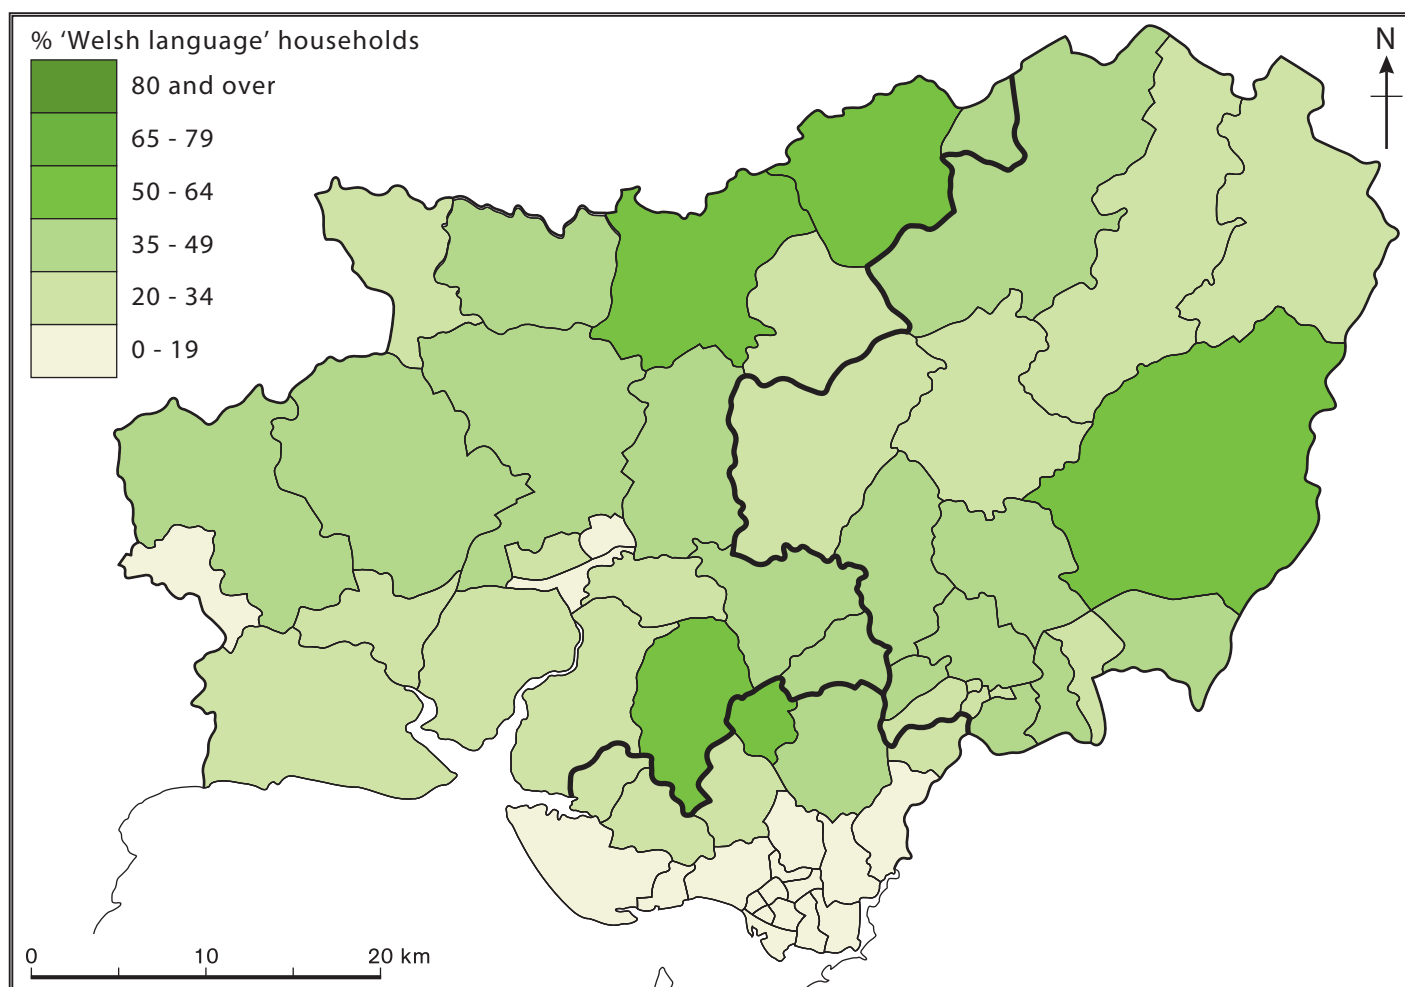 % ‘Welsh language’ households
80 and over
65 - 79
50 - 64
35 - 49
20 - 34
0 - 19
N
0 10 20 km